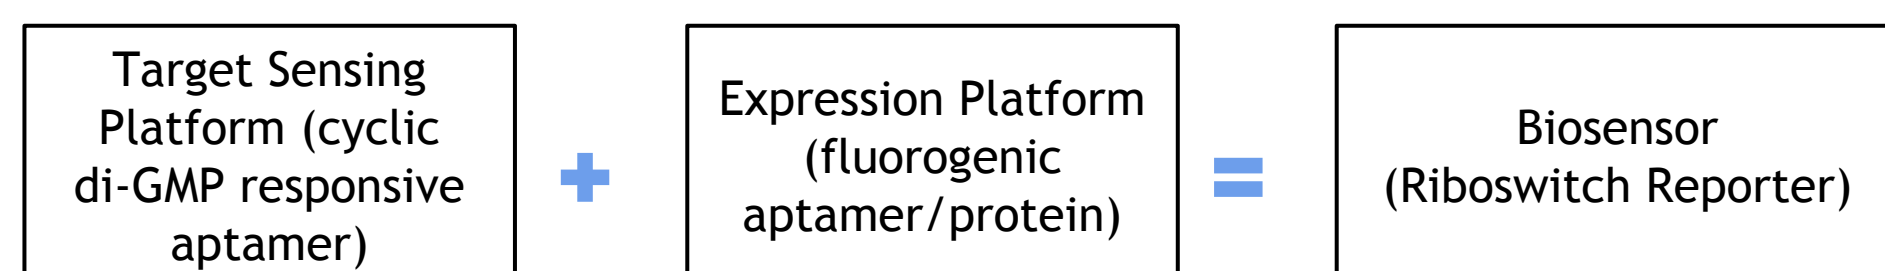 Target Sensing
Platform (cyclic
di-GMP responsive
aptamer)
Expression Platform
(fluorogenic
aptamer/protein)
Biosensor
(Riboswitch Reporter)